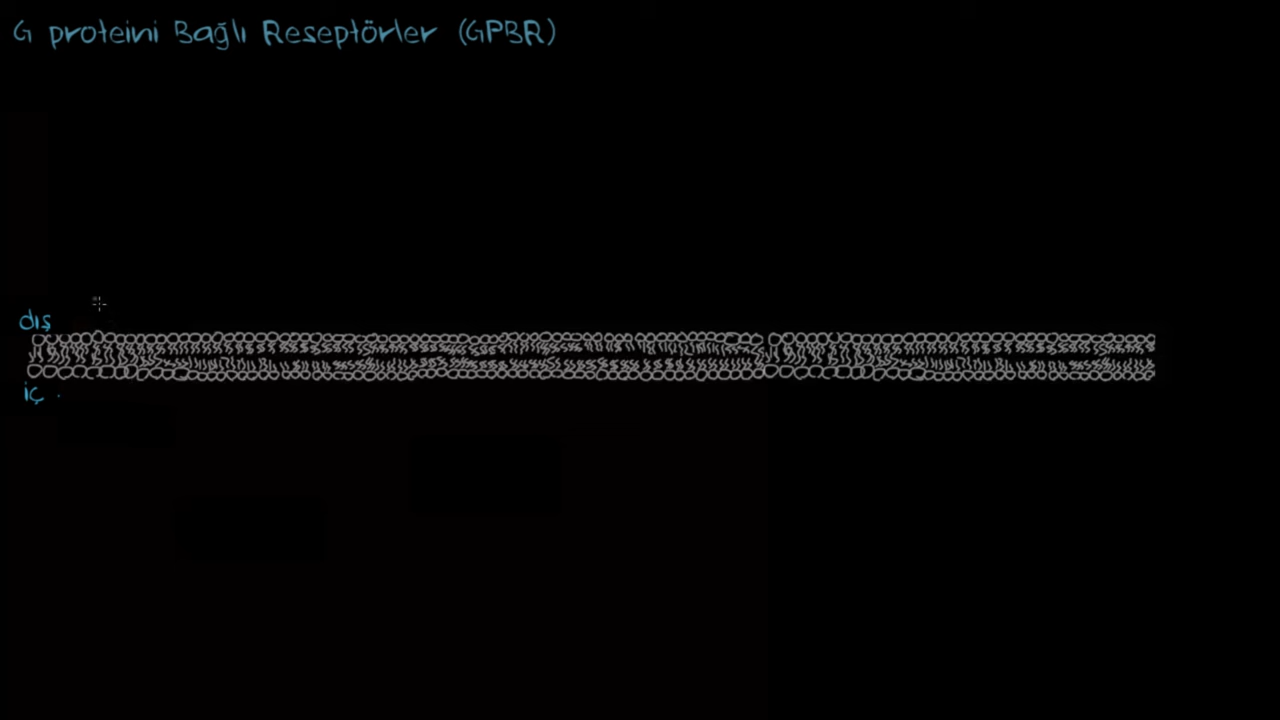 G proteini Bağlı Reseptörler (GPBR)
dış
iç